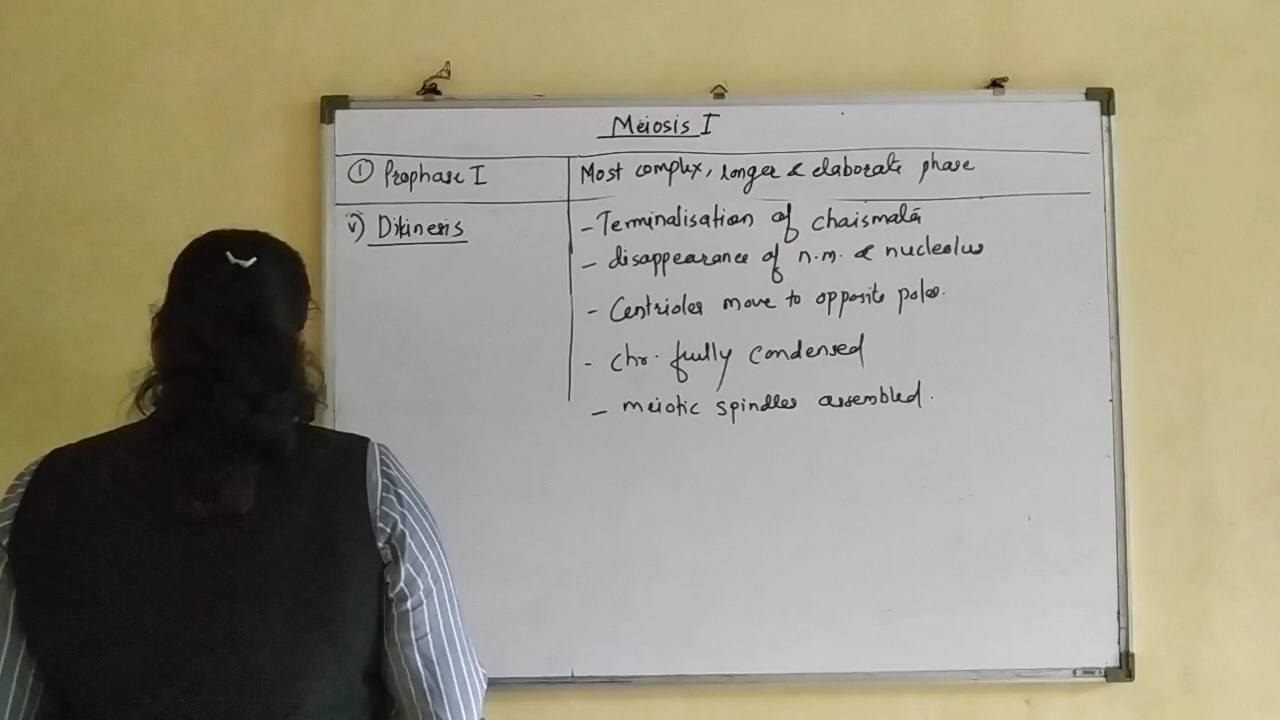 Meiosis I
① Prophase I Most complex, longer & elaborate phase
v) Dikinesis - Terminalisation of chaismata
- disappearance of n.m. & nucleolus
- Centrioles move to opposite poles.
- chr. fully condensed
- meiotic spindles assembled.